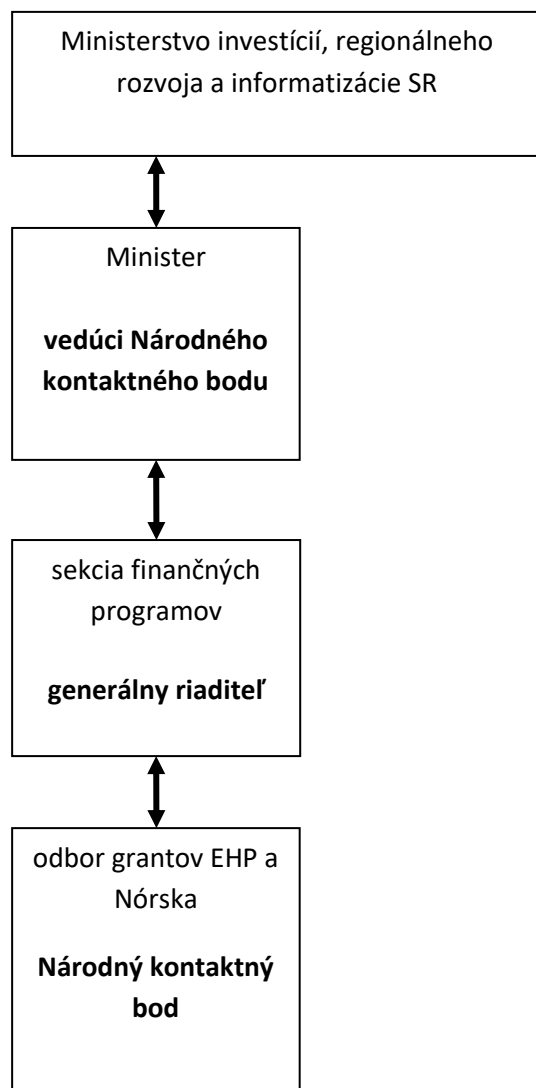 Ministerstvo investícií, regionálneho
rozvoja a informatizácie SR
Minister
vedúci Národného
kontaktného bodu
sekcia finančných
programov
generálny riaditeľ
odbor grantov EHP a
Nórska
Národný kontaktný
bod